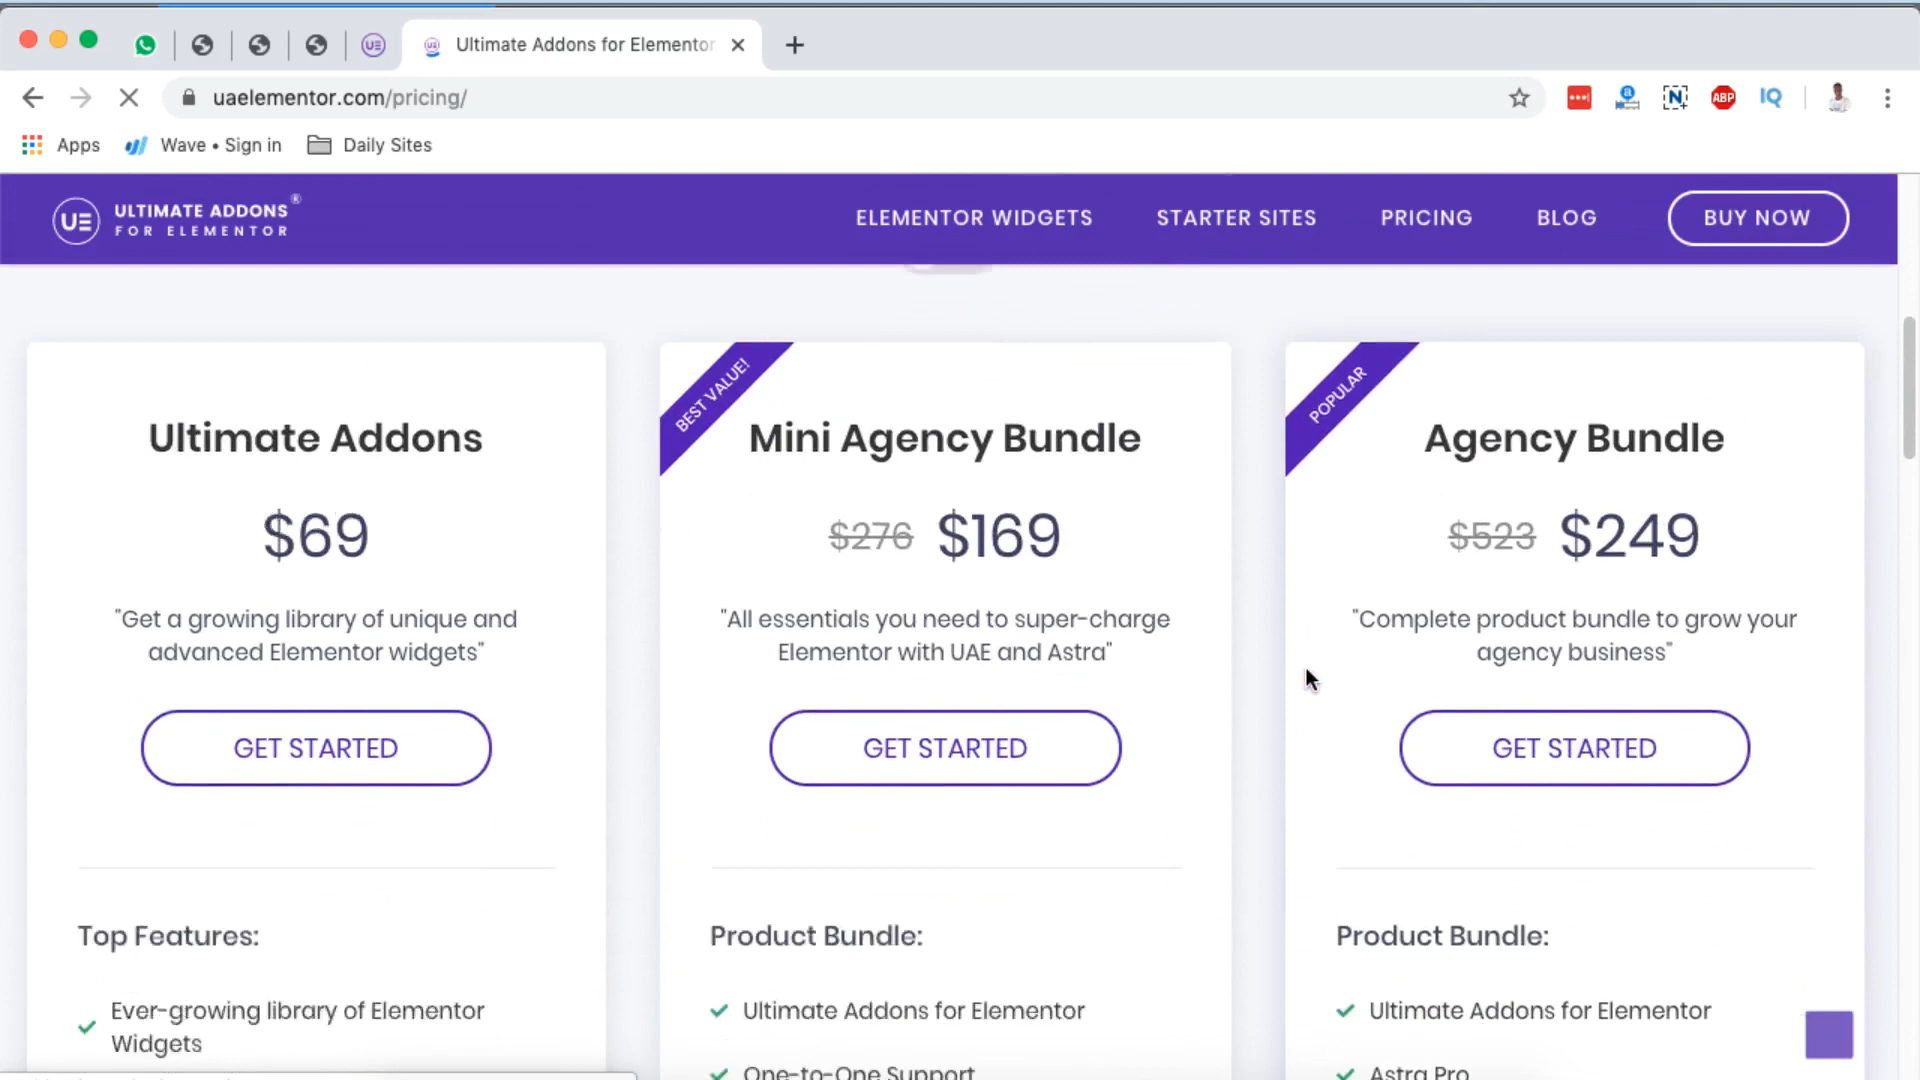 Ultimate Addons for Elementor
uaelementor.com/pricing/
Apps
Wave • Sign in
Daily Sites
ABP
IQ
UE
ULTIMATE ADDONS®
FOR ELEMENTOR
ELEMENTOR WIDGETS
STARTER SITES
PRICING
BLOG
BUY NOW
Ultimate Addons
$69
"Get a growing library of unique and
advanced Elementor widgets"
GET STARTED
Top Features:
Ever-growing library of Elementor
Widgets
BEST VALUE!
Mini Agency Bundle
$276 $169
"All essentials you need to super-charge
Elementor with UAE and Astra"
GET STARTED
Product Bundle:
Ultimate Addons for Elementor
One-to-One Support
POPULAR
Agency Bundle
$523 $249
"Complete product bundle to grow your
agency business"
GET STARTED
Product Bundle:
Ultimate Addons for Elementor
Astra Pro